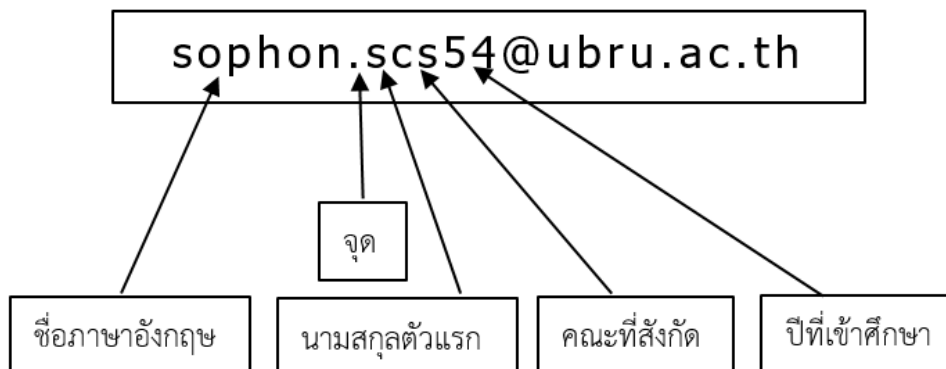 sophon.scs54@ubru.ac.th
จุด
ชื่อภาษาอังกฤษ
นามสกุลตัวแรก
คณะที่สังกัด
ปีที่เข้าศึกษา